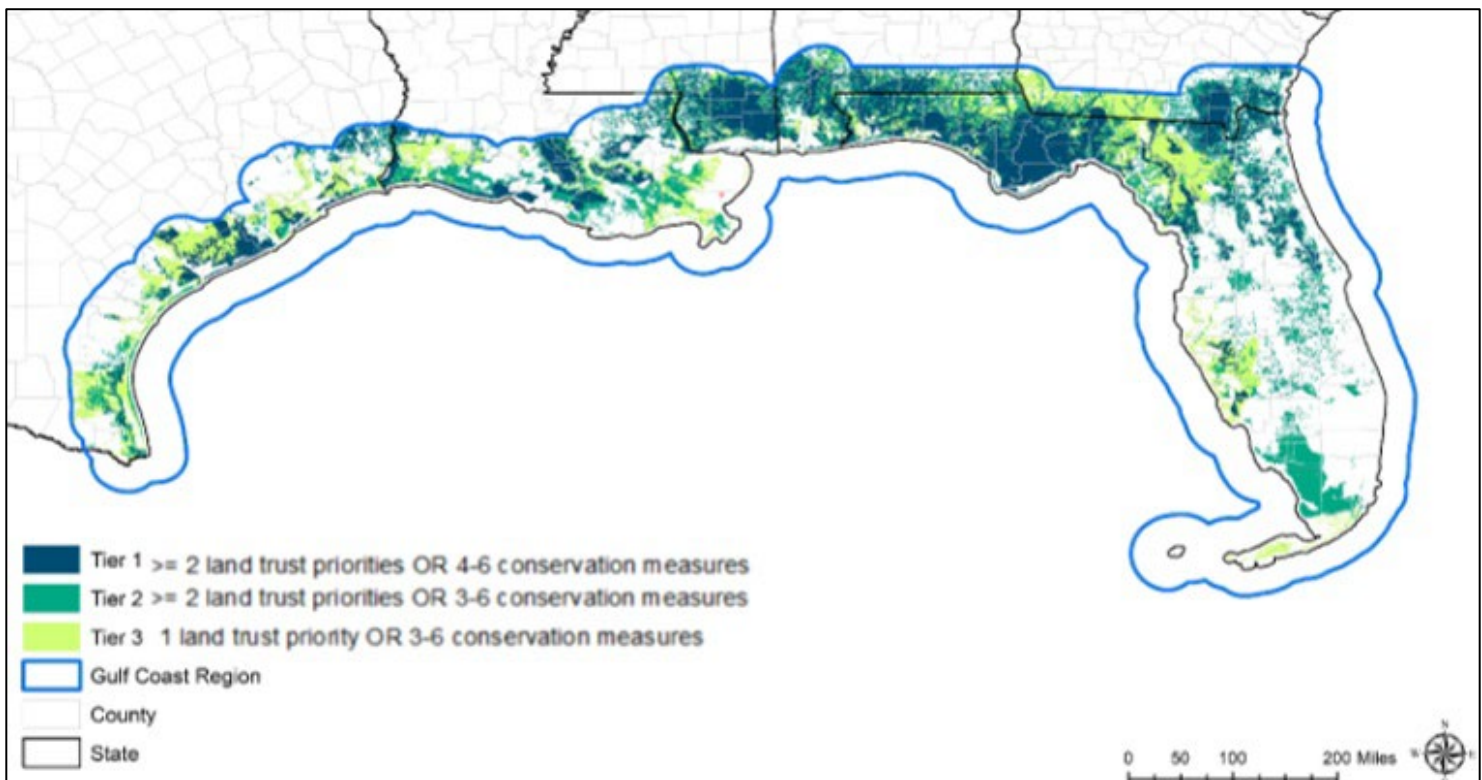 Tier 1 >= 2 land trust priorities OR 4-6 conservation measures
Tier 2 >= 2 land trust priorities OR 3-6 conservation measures
Tier 3 1 land trust priority OR 3-6 conservation measures
Gulf Coast Region
County
State
0 50 100 200 Miles
N
W E